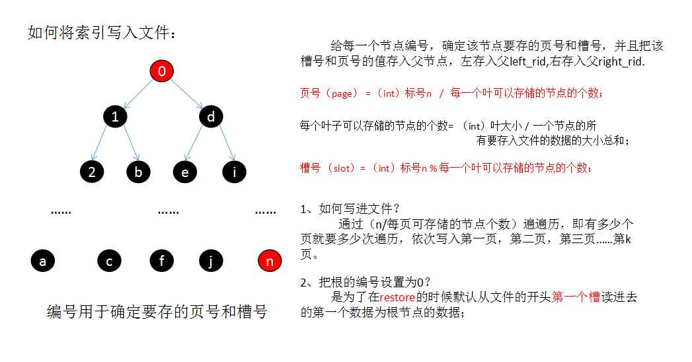 如何将索引写入文件：
0
1
d
2
b
e
i
……
……
……
a
c
f
j
n
编号用于确定要存的页号和槽号
给每一个节点编号，确定该节点要存的页号和槽号，并且把该
槽号和页号的值存入父节点，左存入父left_rid,右存入父right_rid.
页号（page）=（int）标号n / 每一个叶可以存储的节点的个数；
每个叶子可以存储的节点的个数= （int）叶大小 / 一个节点的所
有要存入文件的数据的大小总和；
槽号（slot）=（int）标号n % 每一个叶可以存储的节点的个数；
1、如何写进文件？
通过（n/每页可存储的节点个数）遍遍历，即有多少个
页就要多少次遍历，依次写入第一页，第二页，第三页……第k
页。
2、把根的编号设置为0？
是为了在restore的时候默认从文件的开头第一个槽读进去
的第一个数据为根节点的数据；